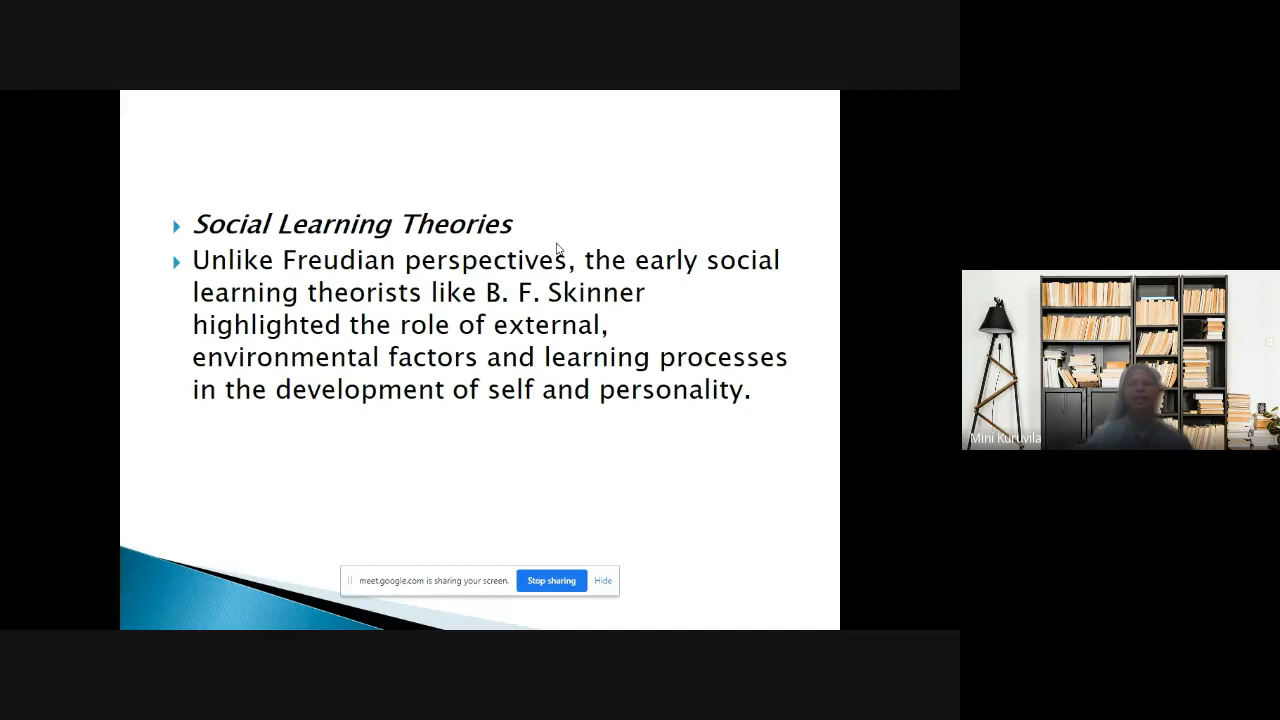 Social Learning Theories
Unlike Freudian perspectives, the early social
learning theorists like B. F. Skinner
highlighted the role of external,
environmental factors and learning processes
in the development of self and personality.
meet.google.com is sharing your screen. Stop sharing Hide
Mini Kuruvila